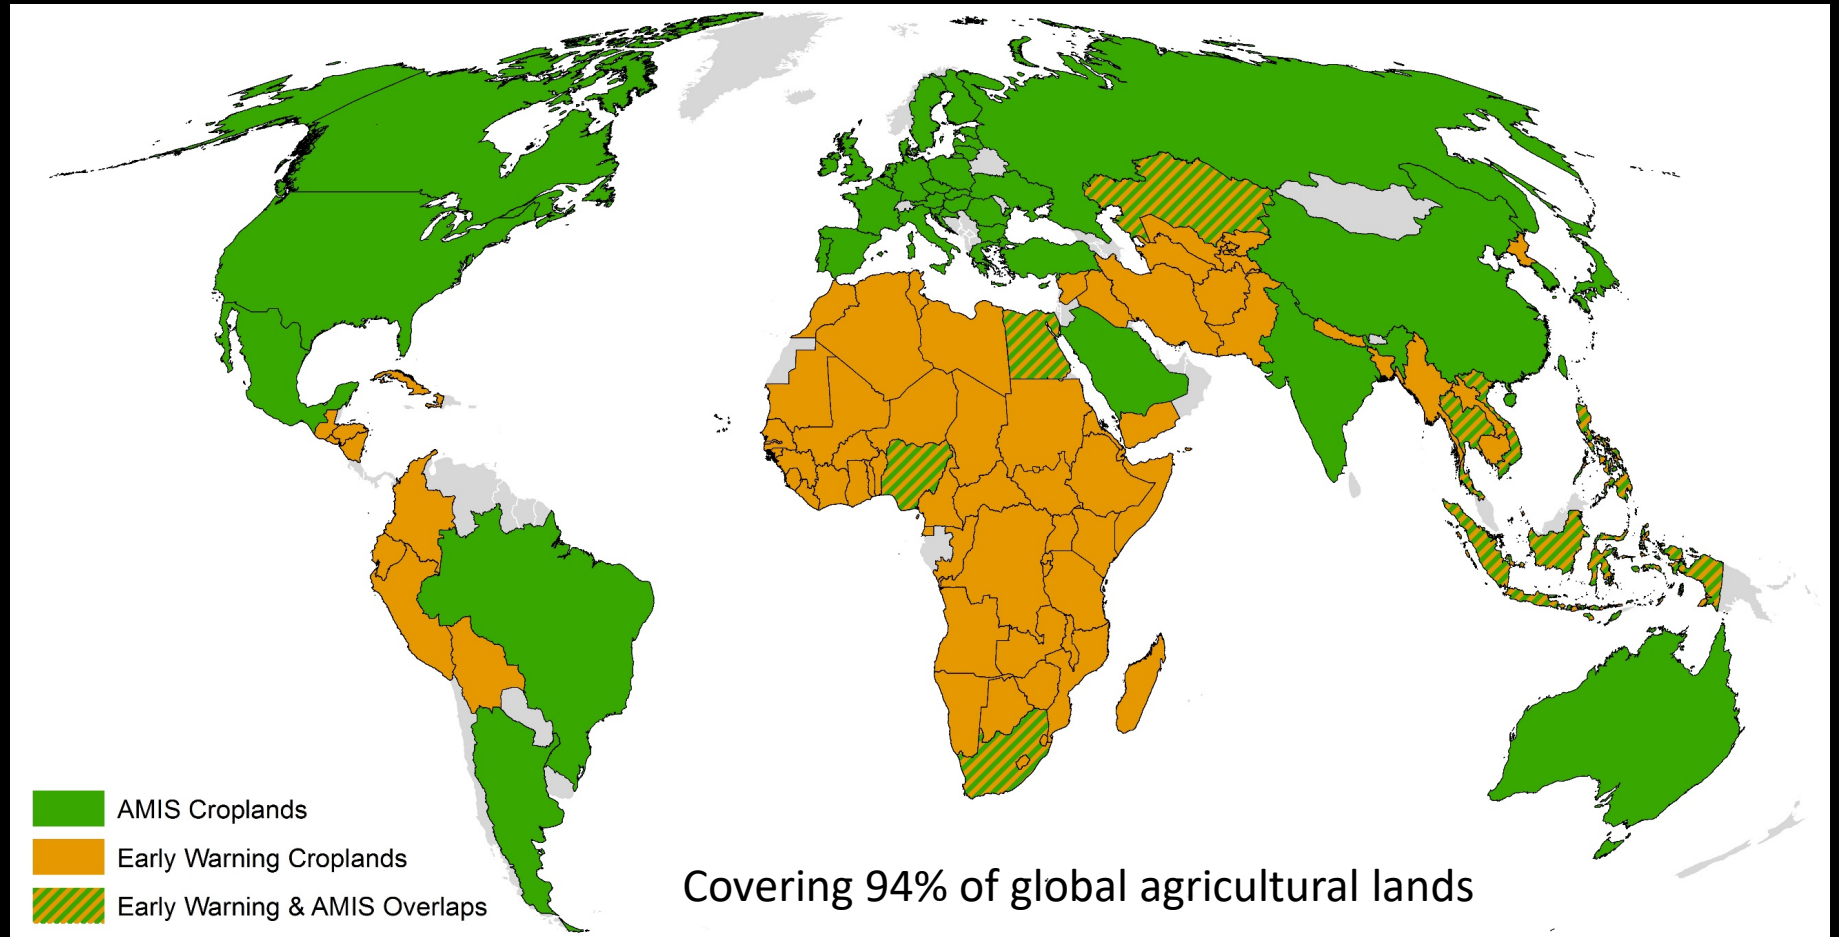 AMIS Croplands
Early Warning Croplands
Early Warning & AMIS Overlaps
Covering 94% of global agricultural lands